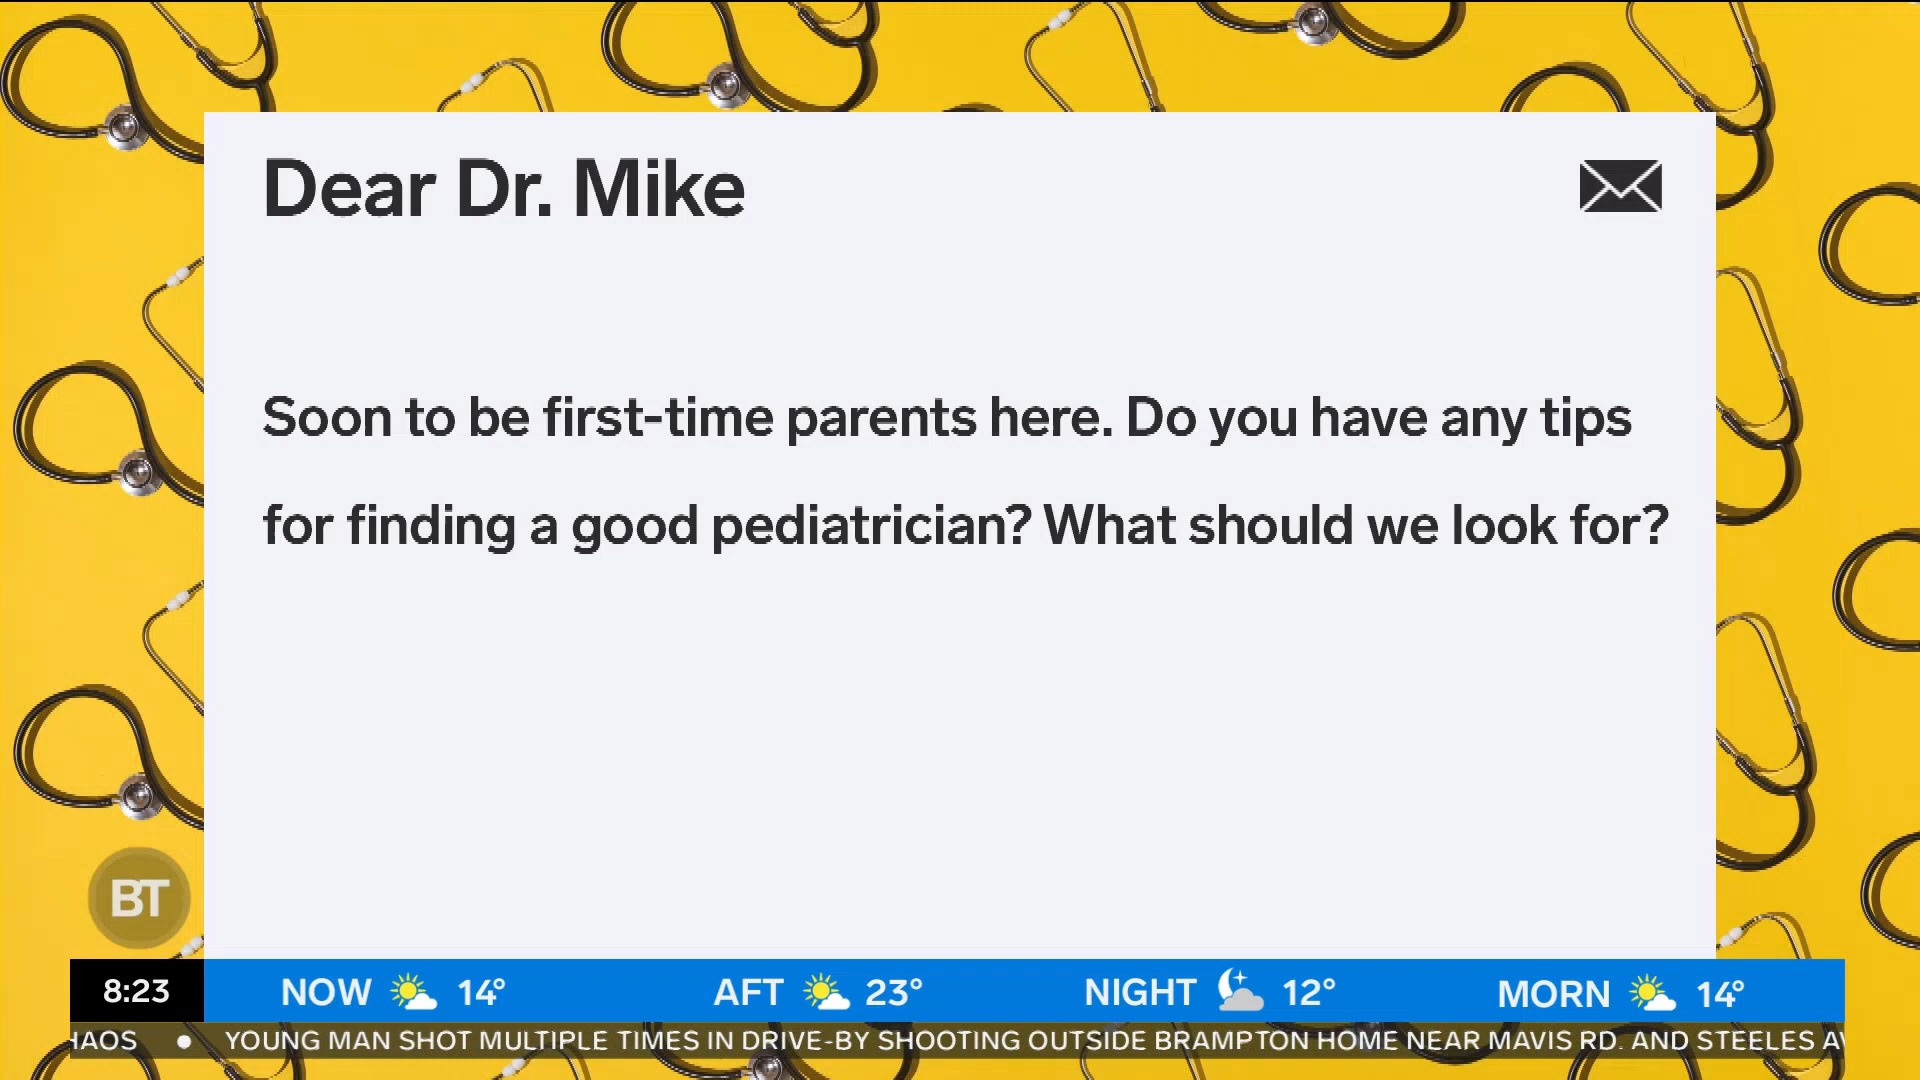 Dear Dr. Mike
Soon to be first-time parents here. Do you have any tips
for finding a good pediatrician? What should we look for?
BT
8:23 NOW 14° AFT 23° NIGHT 12° MORN 14°
HAOS • YOUNG MAN SHOT MULTIPLE TIMES IN DRIVE-BY SHOOTING OUTSIDE BRAMPTON HOME NEAR MAVIS RD. AND STEELES